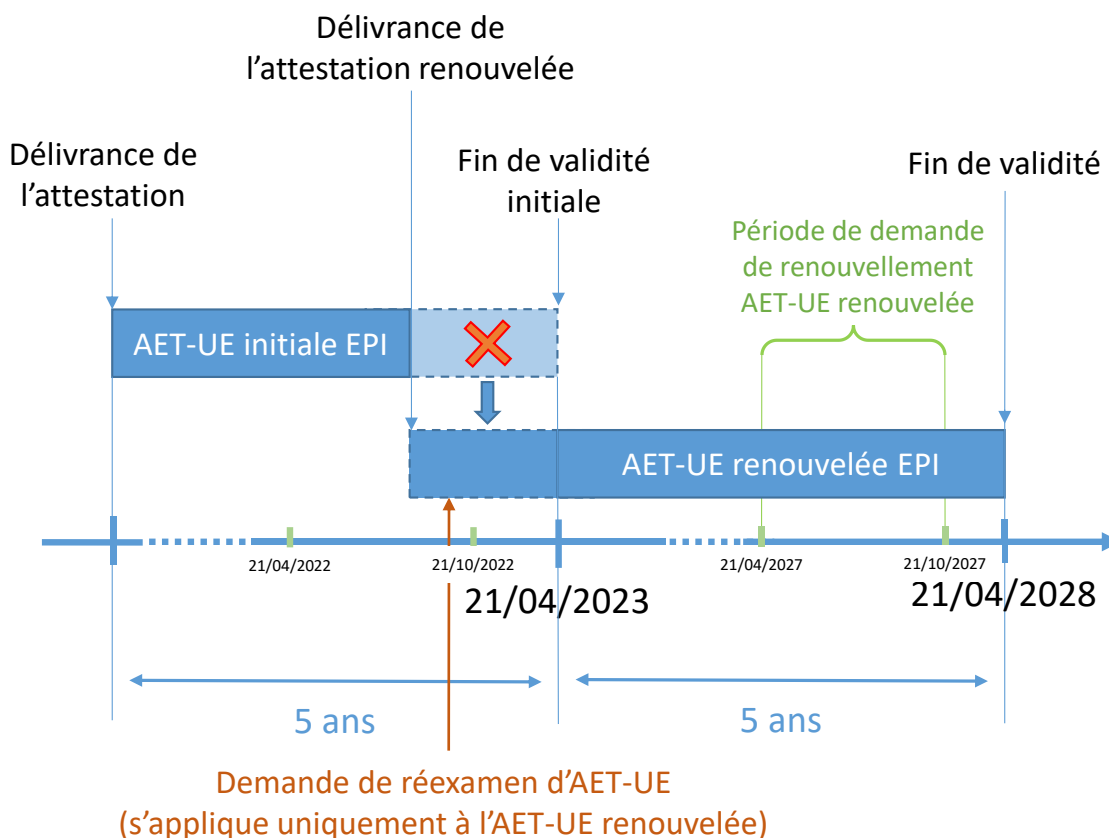 Délivrance de
l'attestation renouvelée
Délivrance de
l'attestation
Fin de validité
initiale
Fin de validité
Période de demande
de renouvellement
AET-UE renouvelée
AET-UE initiale EPI
AET-UE renouvelée EPI
21/04/2022
21/10/2022
21/04/2023
21/04/2027
21/10/2027
21/04/2028
5 ans
5 ans
Demande de réexamen d'AET-UE
(s'applique uniquement à l'AET-UE renouvelée)